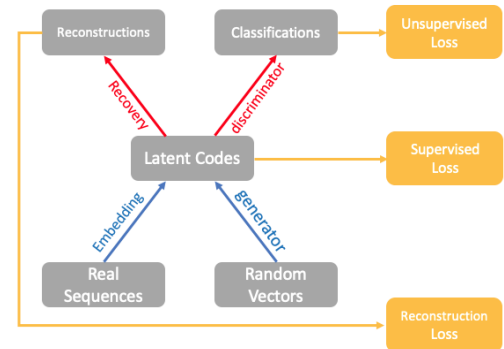 Reconstructions
Classifications
Unsupervised
Loss
Recovery
discriminator
Latent Codes
Supervised
Loss
Embedding
generator
Real
Sequences
Random
Vectors
Reconstruction
Loss